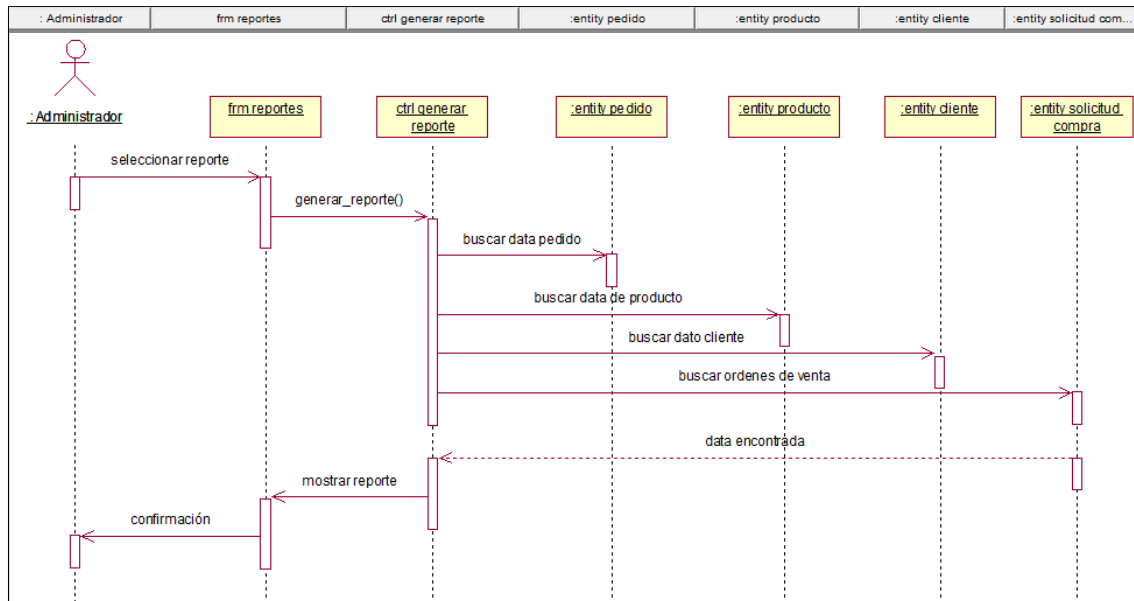 : Administrador
frm reportes
ctrl generar reporte
:entity pedido
:entity producto
:entity cliente
:entity solicitud com...
: Administrador
frm reportes
ctrl generar
reporte
:entity pedido
:entity producto
:entity cliente
:entity solicitud
compra
seleccionar reporte
generar_reporte()
buscar data pedido
buscar data de producto
buscar dato cliente
buscar ordenes de venta
data encontrada
mostrar reporte
confirmación